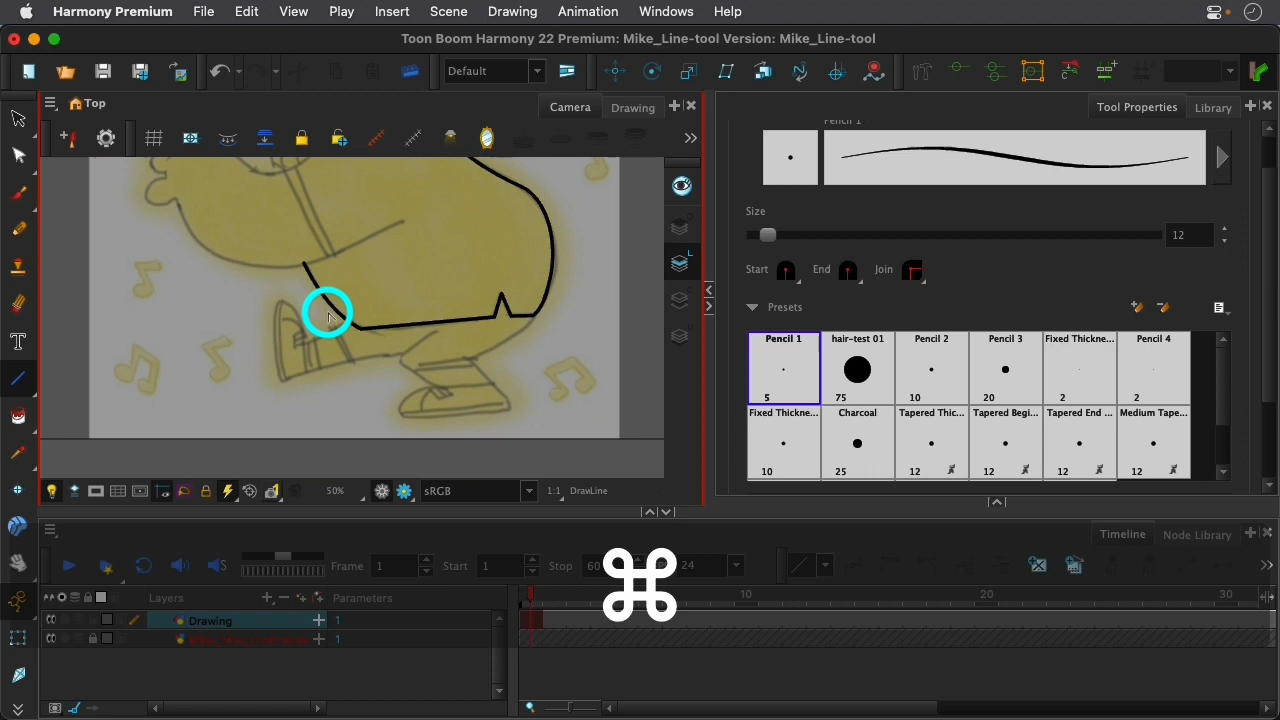 Harmony Premium File Edit View Play Insert Scene Drawing Animation Windows Help
Toon Boom Harmony 22 Premium: Mike_Line-tool Version: Mike_Line-tool
Default
Top
Camera
Drawing
Tool Properties
Library
Pencil 1
Size
12
Start
End
Join
Presets
Pencil 1
hair-test 01
Pencil 2
Pencil 3
Fixed Thickne...
Pencil 4
5
75
10
20
2
2
Fixed Thickne...
Charcoal
Tapered Thic...
Tapered Begi...
Tapered End ...
Medium Tape...
10
25
12
12
12
12
50%
sRGB
1:1
DrawLine
Timeline
Node Library
Frame 1
Start 1
Stop 60
24
Layers
Parameters
10
20
30
Drawing
1
1